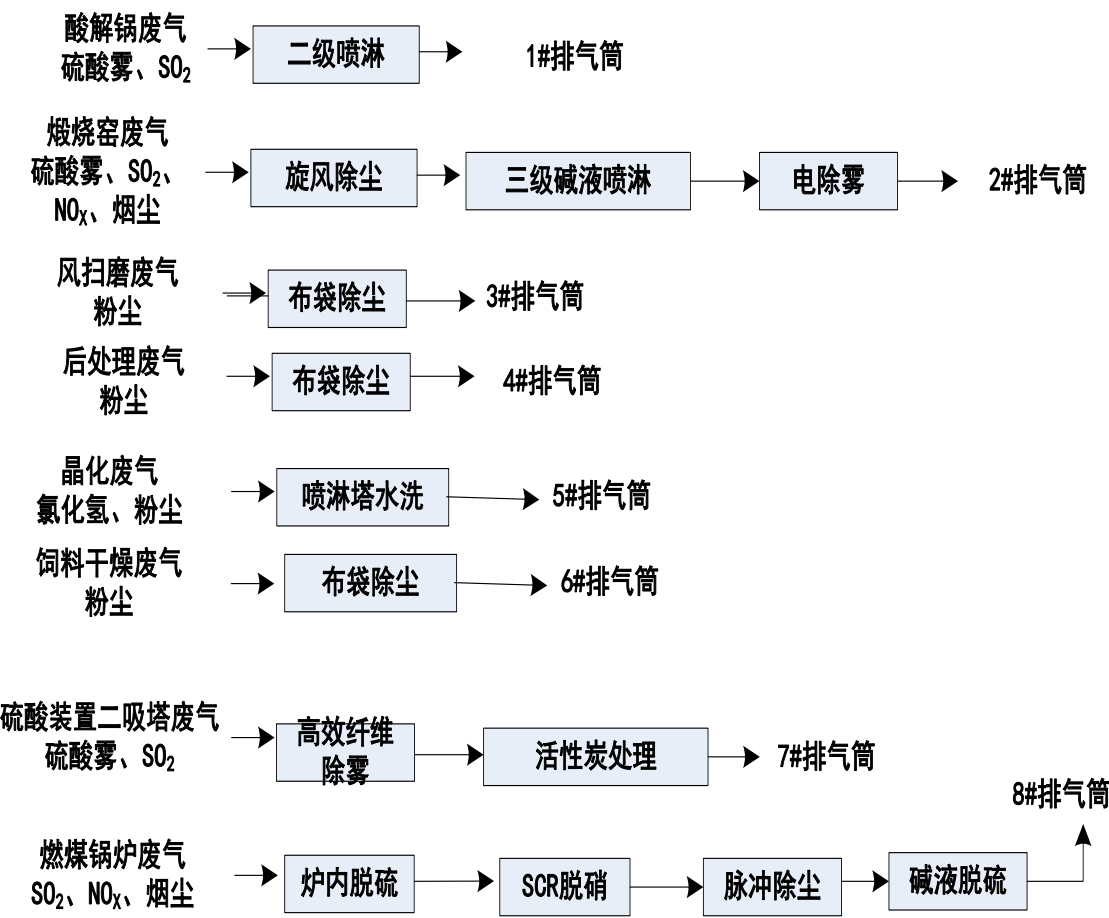 酸解锅废气
硫酸雾、SO₂
二级喷淋
1#排气筒
煅烧窑废气
硫酸雾、SO₂、
NOₓ、烟尘
旋风除尘
三级碱液喷淋
电除雾
2#排气筒
风扫磨废气
粉尘
布袋除尘
3#排气筒
后处理废气
粉尘
布袋除尘
4#排气筒
晶化废气
氯化氢、粉尘
喷淋塔水洗
5#排气筒
饲料干燥废气
粉尘
布袋除尘
6#排气筒
硫酸装置二吸塔废气
硫酸雾、SO₂
高效纤维
除雾
活性炭处理
7#排气筒
燃煤锅炉废气
SO₂、NOₓ、烟尘
炉内脱硫
SCR脱硝
脉冲除尘
碱液脱硫
8#排气筒